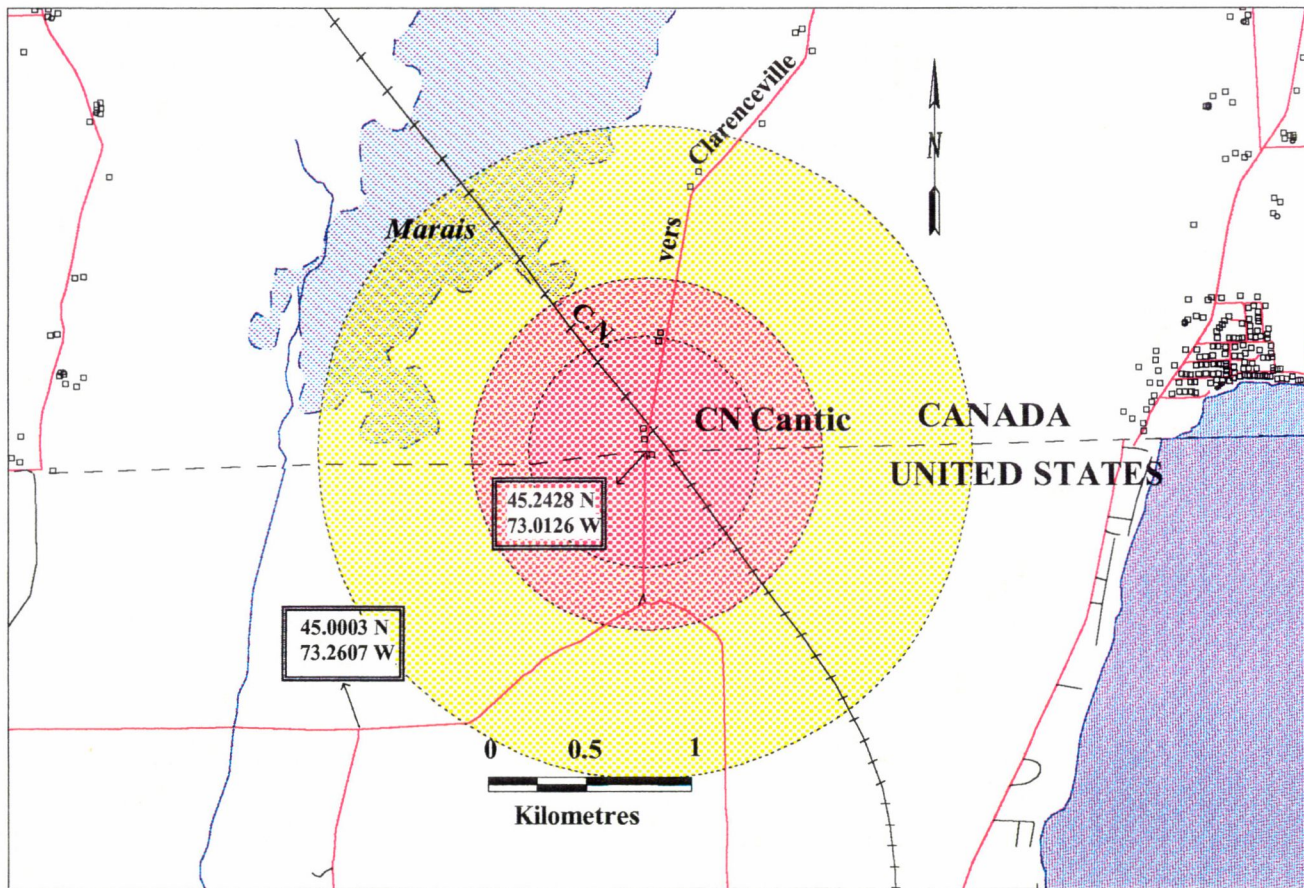 Clarenceville
N
Marais
vers
C.N.
CN Cantic
CANADA
UNITED STATES
45.2428 N
73.0126 W
45.0003 N
73.2607 W
0 0.5 1
Kilometres